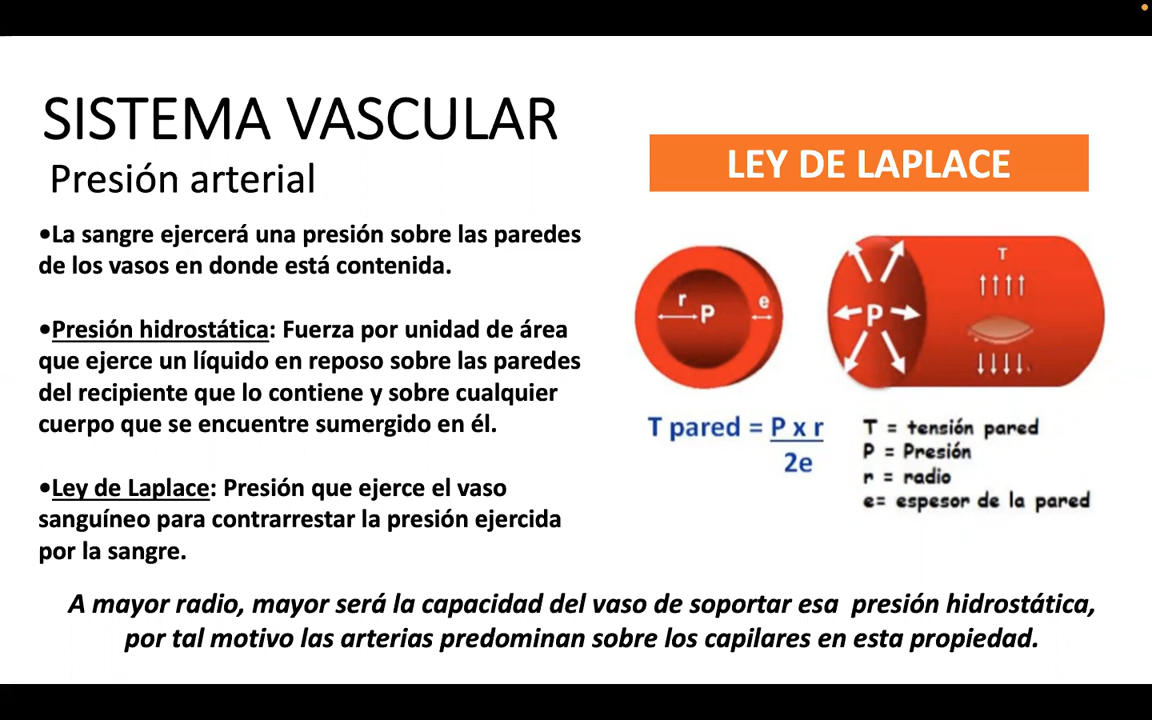 SISTEMA VASCULAR
Presión arterial
•La sangre ejercerá una presión sobre las paredes
de los vasos en donde está contenida.
•Presión hidrostática: Fuerza por unidad de área
que ejerce un líquido en reposo sobre las paredes
del recipiente que lo contiene y sobre cualquier
cuerpo que se encuentre sumergido en él.
•Ley de Laplace: Presión que ejerce el vaso
sanguíneo para contrarrestar la presión ejercida
por la sangre.
LEY DE LAPLACE
r
P
e
P
T
T pared = P x r
2e
T = tensión pared
P = Presión
r = radio
e= espesor de la pared
A mayor radio, mayor será la capacidad del vaso de soportar esa presión hidrostática,
por tal motivo las arterias predominan sobre los capilares en esta propiedad.